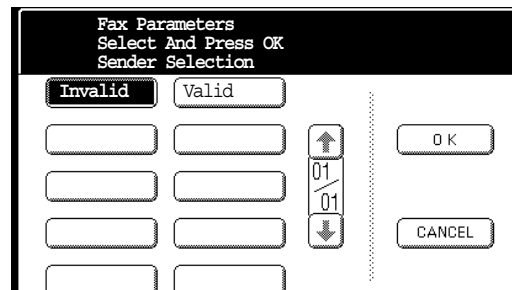 Fax Parameters
Select And Press OK
Sender Selection
Invalid Valid
OK
01
01
CANCEL